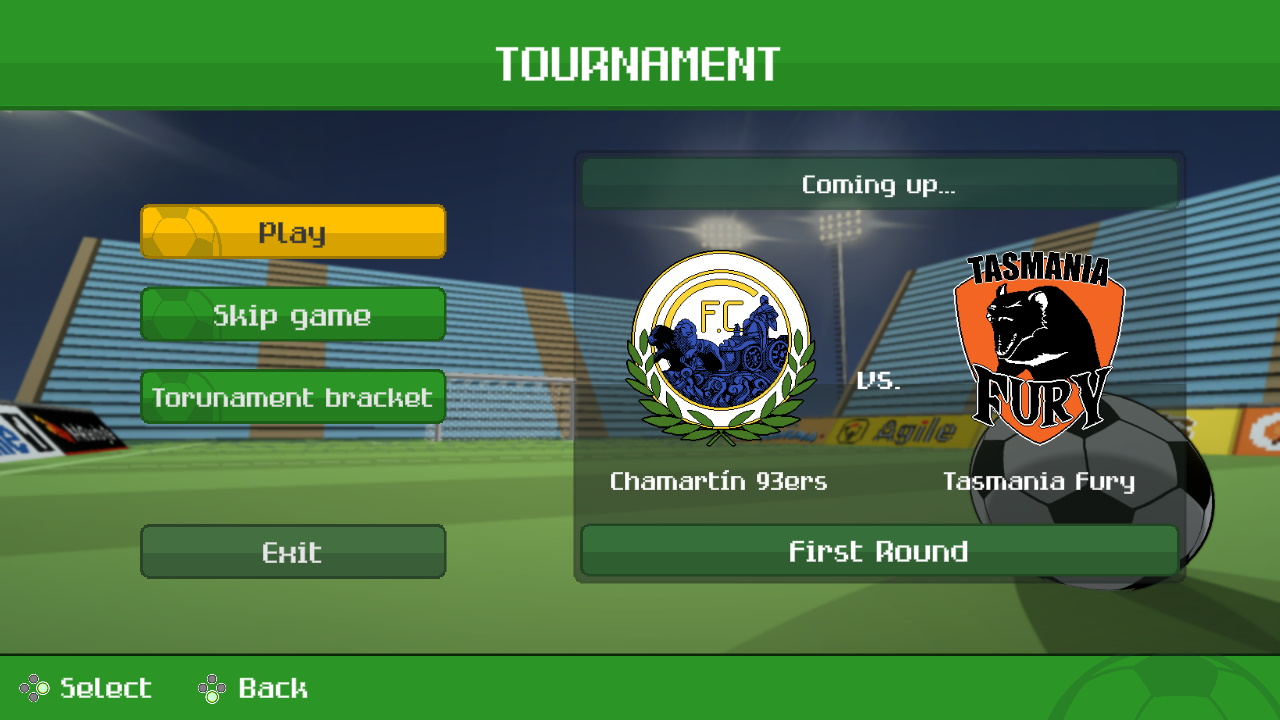 TOURNAMENT
Coming up...
Play
Skip game
Torunament bracket
Exit
F.C
vs.
TASMANIA
FURY
Agile
Chamartín 93ers
Tasmania Fury
First Round
Select
Back